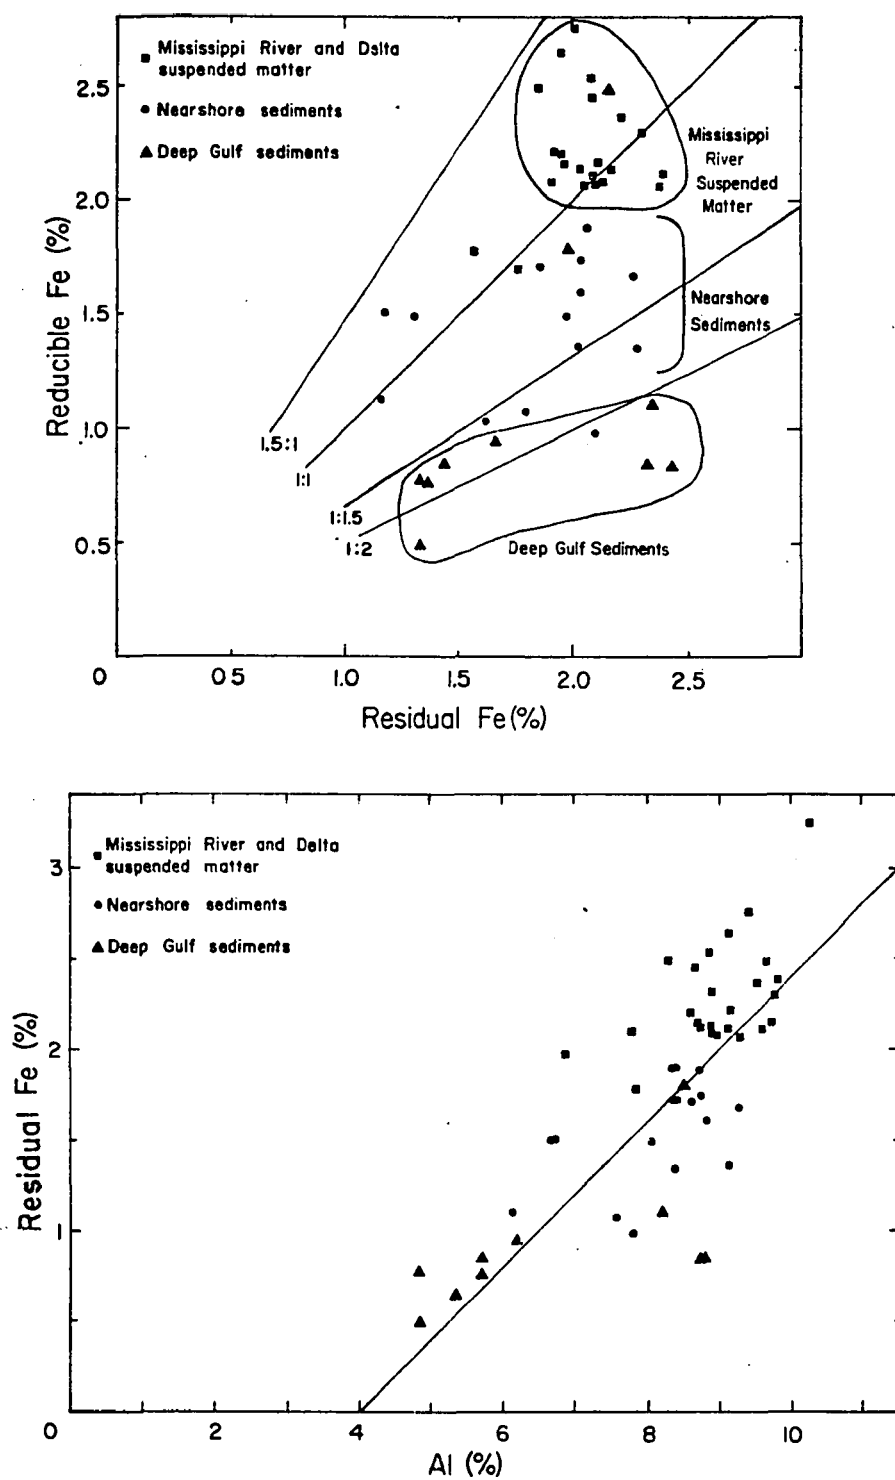 Mississippi River and Delta
suspended matter
Nearshore sediments
Deep Gulf sediments
2.5
2.0
1.5
1.0
0.5
Reducible Fe (%)
Mississippi
River
Suspended
Matter
Nearshore
Sediments
1.5:1
1:1
1:1.5
1:2
Deep Gulf Sediments
0
0 5
1.0
1.5
2.0
2.5
Residual Fe (%)
Mississippi River and Delta
suspended matter
Nearshore sediments
Deep Gulf sediments
3
2
1
Residual Fe (%)
0
2
4
6
8
10
Al (%)